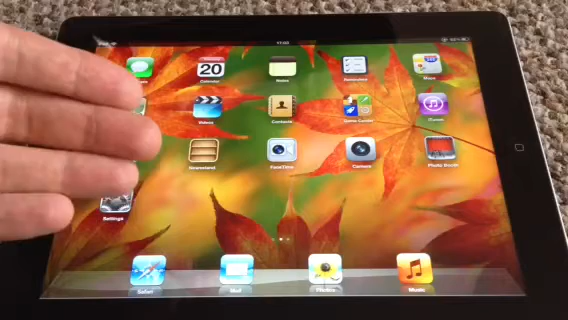 20
Calendar
Notes
Reminders
Maps
Videos
Contacts
Game Center
iTunes
Newsstand
FaceTime
Camera
Photo Booth
Settings
Safari
Mail
Photos
Music